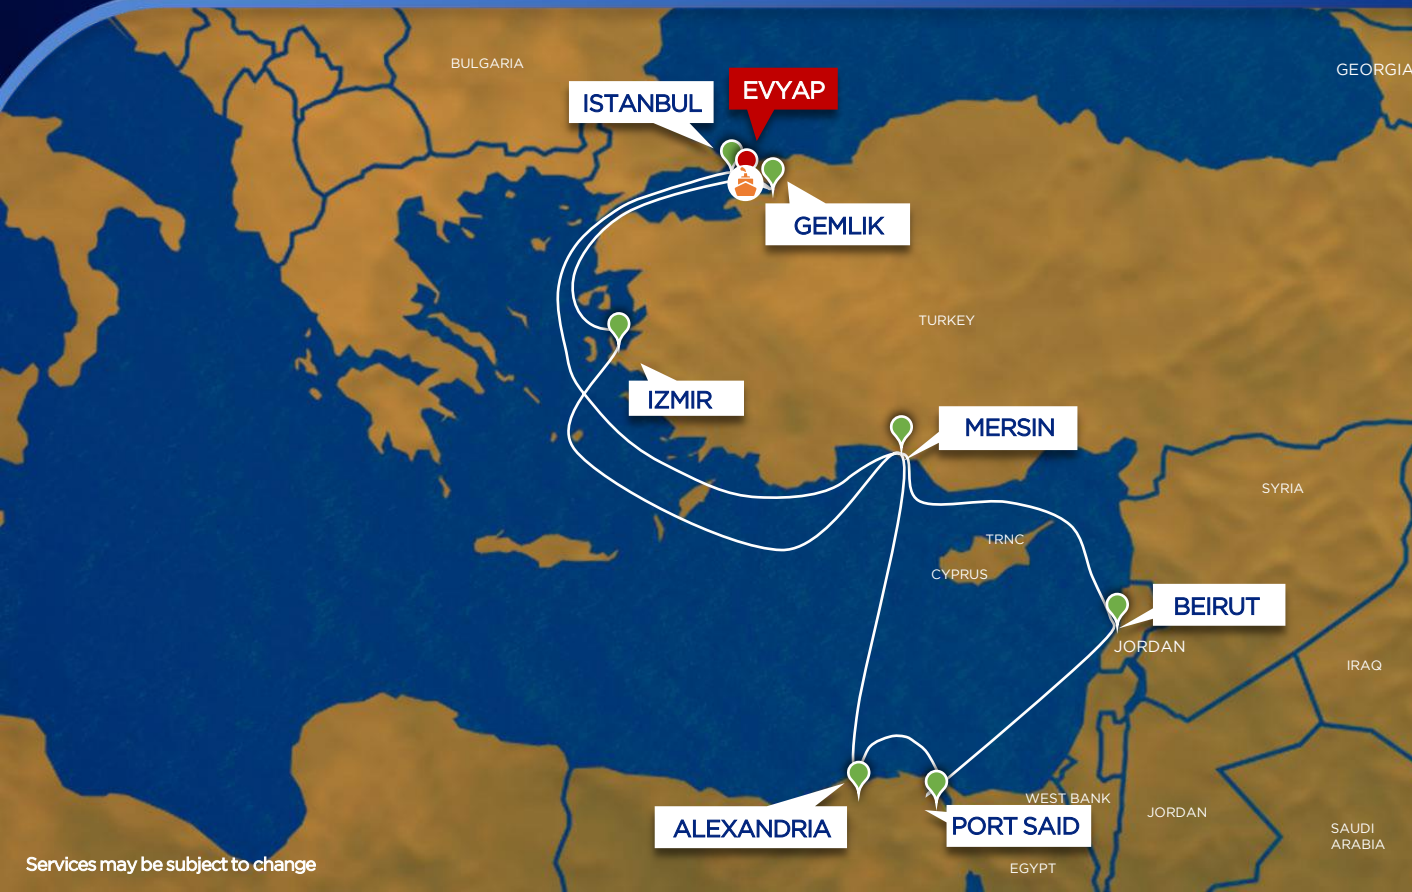 BULGARIA
GEORGIA
EVYAP
ISTANBUL
GEMLIK
TURKEY
IZMIR
MERSIN
SYRIA
TRNC
CYPRUS
BEIRUT
JORDAN
IRAQ
WEST BANK
JORDAN
ALEXANDRIA
PORT SAID
SAUDI
ARABIA
EGYPT
Services may be subject to change